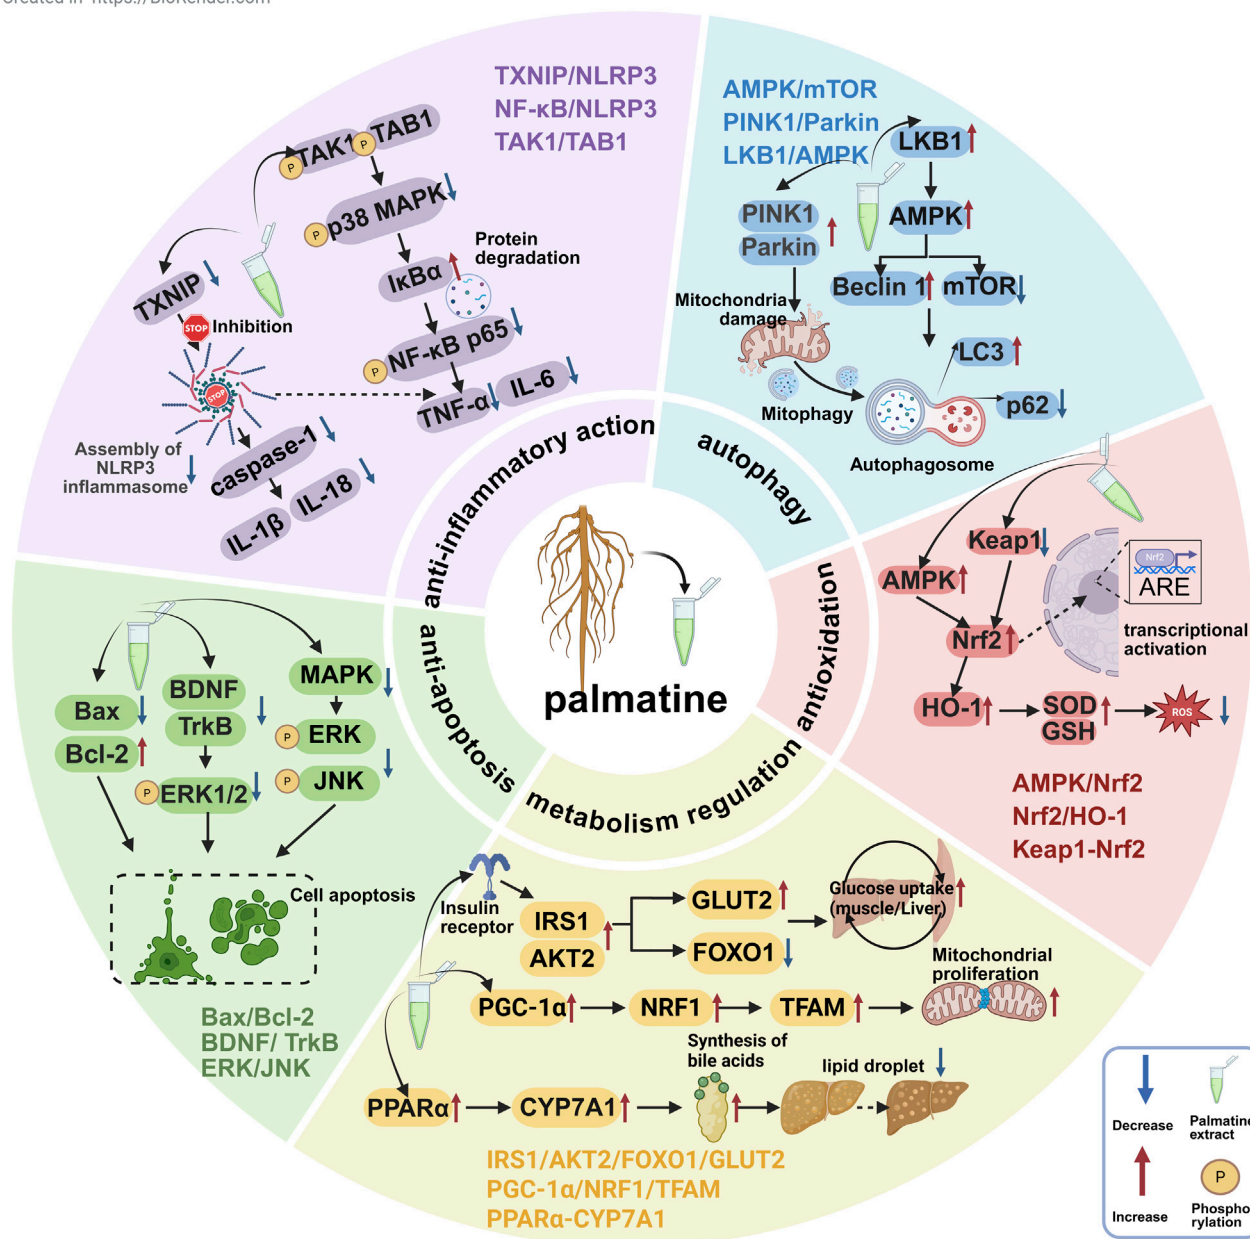 Created in https://BioRender.com
TXNIP/NLRP3
NF-κB/NLRP3
TAK1/TAB1
TAK1
TAB1
P
P
p38 MAPK
P
IκBα
Protein
degradation
NF-κB p65
P
TNF-α
IL-6
TXNIP
STOP
Inhibition
STOP
Assembly of
NLRP3
inflammasome
caspase-1
IL-1β
IL-18
AMPK/mTOR
PINK1/Parkin
LKB1/AMPK
LKB1
PINK1
Parkin
AMPK
Beclin 1
mTOR
Mitochondria
damage
LC3
p62
Mitophagy
Autophagosome
Keap1
AMPK
Nrf2
Nrf2
ARE
transcriptional
activation
HO-1
SOD
GSH
ROS
AMPK/Nrf2
Nrf2/HO-1
Keap1-Nrf2
anti-inflammatory action
autophagy
antioxidation
metabolism regulation
anti-apoptosis
palmatine
Bax
Bcl-2
BDNF
TrkB
P
ERK1/2
MAPK
P
ERK
P
JNK
Cell apoptosis
Bax/Bcl-2
BDNF/ TrkB
ERK/JNK
Insulin
receptor
IRS1
AKT2
GLUT2
FOXO1
Glucose uptake
(muscle/Liver)
PGC-1α
NRF1
TFAM
Mitochondrial
proliferation
PPARα
CYP7A1
Synthesis of
bile acids
lipid droplet
IRS1/AKT2/FOXO1/GLUT2
PGC-1α/NRF1/TFAM
PPARα-CYP7A1
Decrease
Palmatine
extract
Increase
P
Phospho
rylation